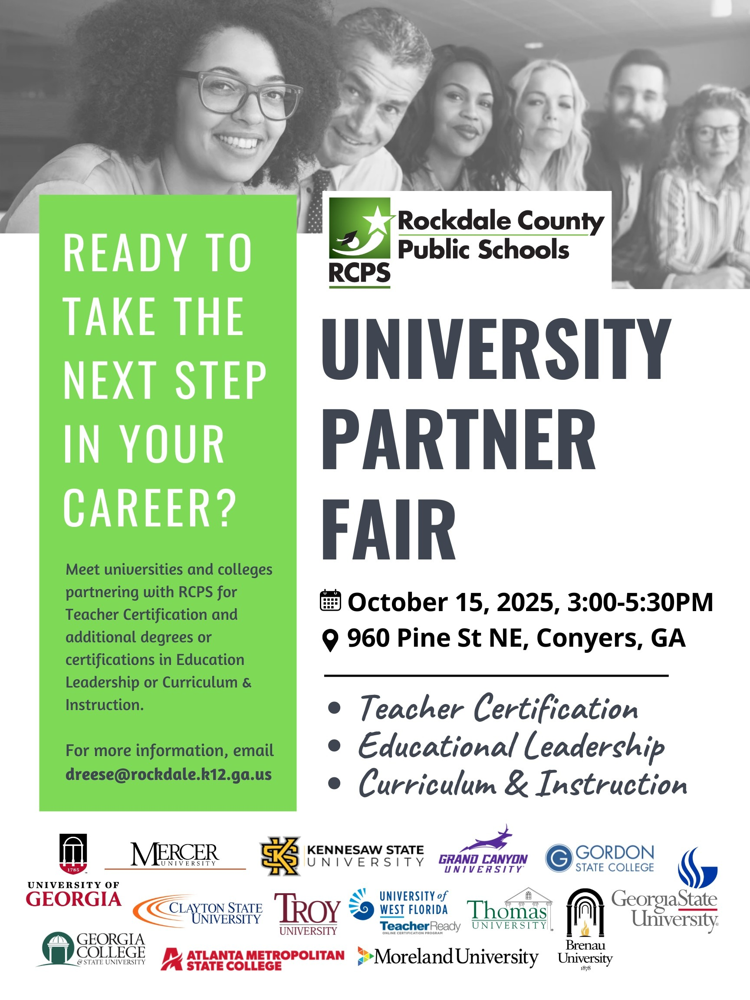 READY TO
TAKE THE
NEXT STEP
IN YOUR
CAREER?
Meet universities and colleges
partnering with RCPS for
Teacher Certification and
additional degrees or
certifications in Education
Leadership or Curriculum &
Instruction.
For more information, email
dreese@rockdale.k12.ga.us
Rockdale County
Public Schools
RCPS
UNIVERSITY
PARTNER
FAIR
October 15, 2025, 3:00-5:30PM
960 Pine St NE, Conyers, GA
• Teacher Certification
• Educational Leadership
• Curriculum & Instruction
1785
UNIVERSITY OF
GEORGIA
MERCER
UNIVERSITY
KS
KENNESAW STATE
UNIVERSITY
GRAND CANYON
UNIVERSITY
G
GORDON
STATE COLLEGE
GeorgiaState
University
CLAYTON STATE
UNIVERSITY
TROY
UNIVERSITY
UNIVERSITY of
WEST FLORIDA
TeacherReady
ONLINE CERTIFICATION PROGRAM
Thomas
UNIVERSITY
Brenau
University
1878
GEORGIA
COLLEGE
& STATE UNIVERSITY
ATLANTA METROPOLITAN
STATE COLLEGE
Moreland University